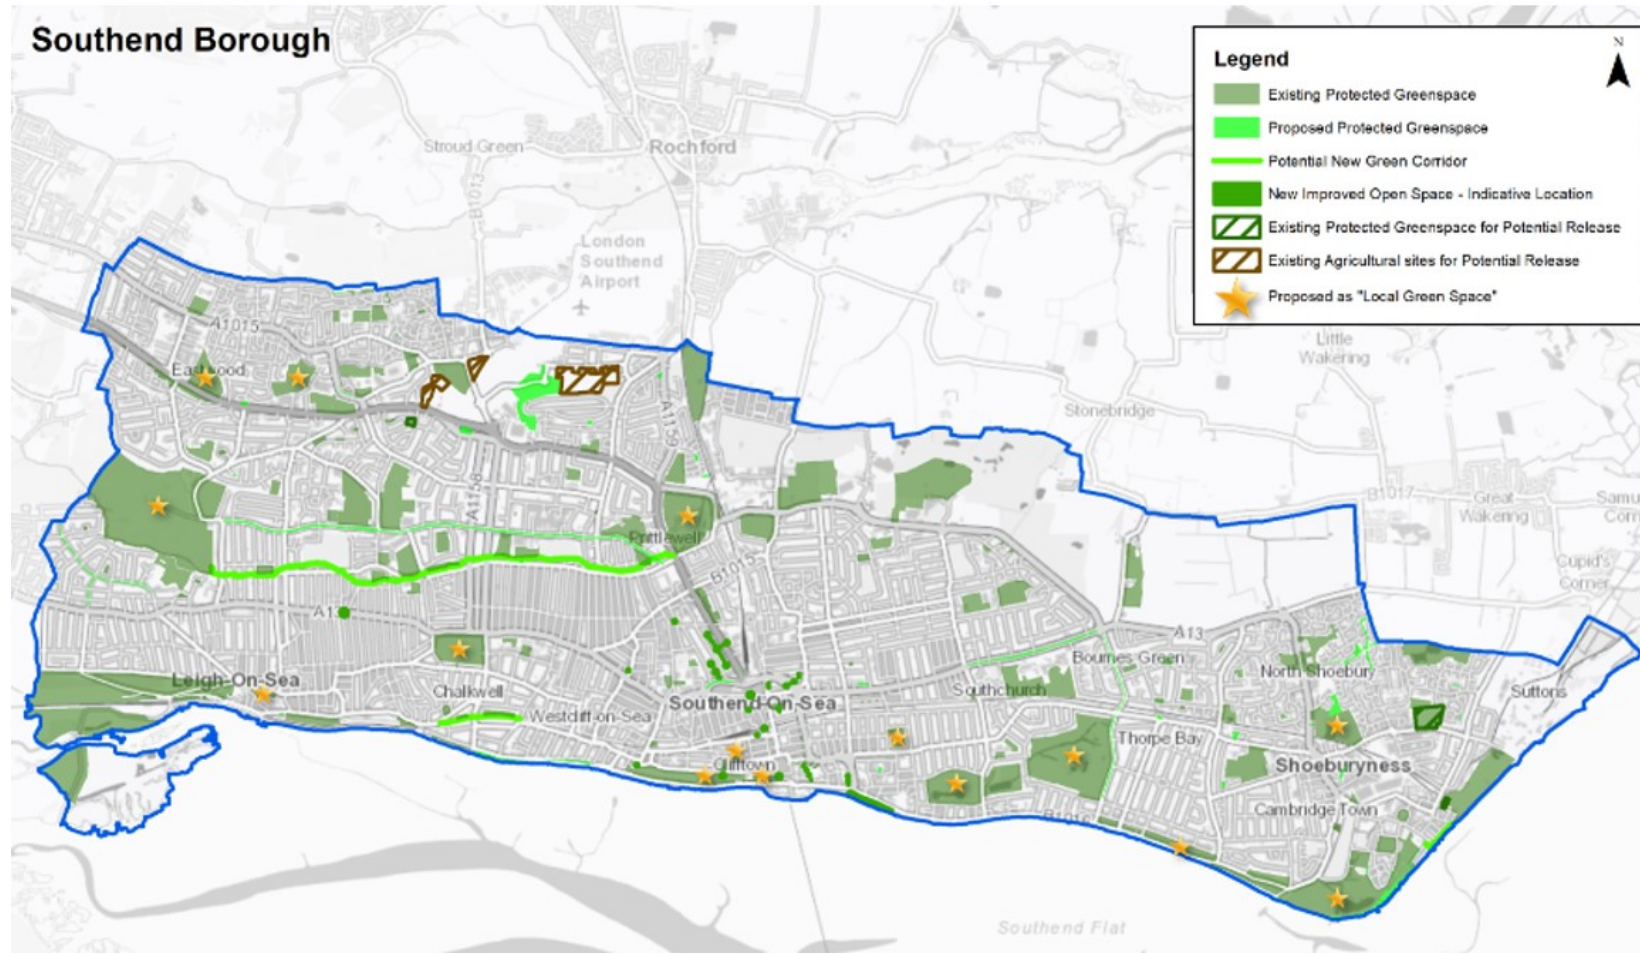 Southend Borough
N
Legend
Existing Protected Greenspace
Proposed Protected Greenspace
Potential New Green Corridor
New Improved Open Space - Indicative Location
Existing Protected Greenspace for Potential Release
Existing Agricultural sites for Potential Release
Proposed as "Local Green Space"
Stroud Green
Rochford
B1013
London
Southend
Airport
A1015
Eastwood
Little
Wakering
Stonebridge
A1159
B1017
Great
Wakering
Cupid's
Corner
A1158
Prittlewell
B1015
A13
A13
Bournes Green
North Shoebury
Leigh-On-Sea
Chalkwell
Southchurch
Suttons
Westcliff-on-Sea
Southend-On-Sea
Thorpe Bay
Clifftown
Shoeburyness
Cambridge Town
B1016
Southend Flat